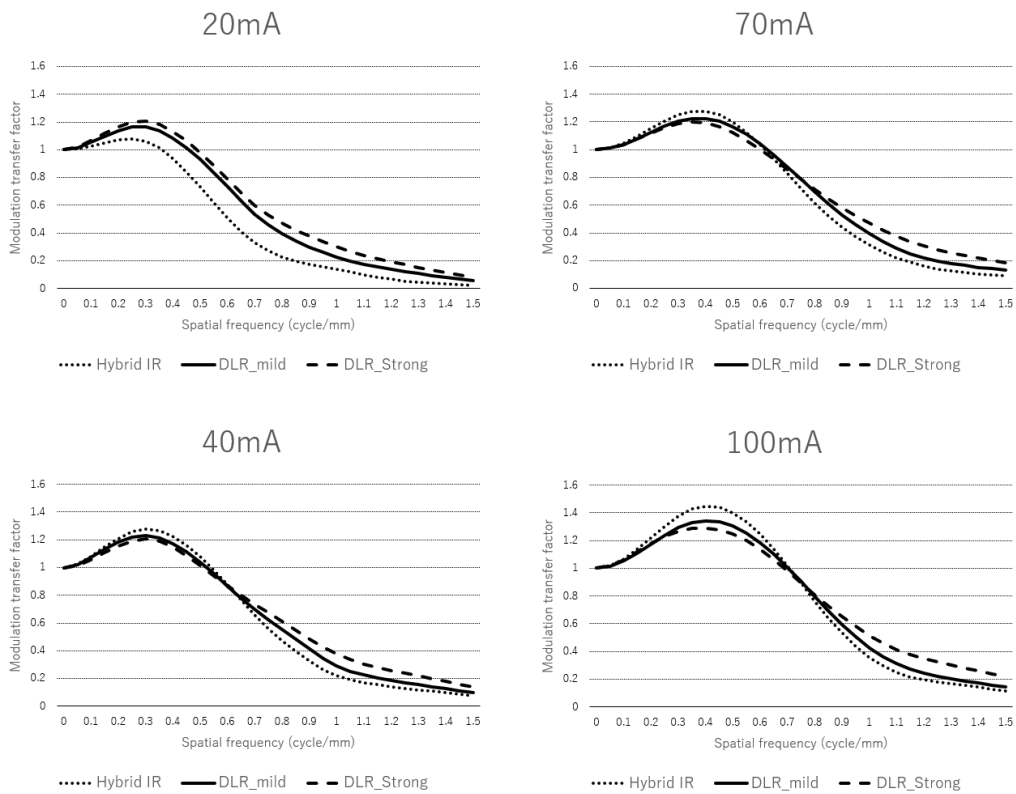 20mA
Modulation transfer factor
1.6
1.4
1.2
1
0.8
0.6
0.4
0.2
0
0 0.1 0.2 0.3 0.4 0.5 0.6 0.7 0.8 0.9 1 1.1 1.2 1.3 1.4 1.5
Spatial frequency (cycle/mm)
Hybrid IR DLR_mild DLR_Strong
70mA
Modulation transfer factor
1.6
1.4
1.2
1
0.8
0.6
0.4
0.2
0
0 0.1 0.2 0.3 0.4 0.5 0.6 0.7 0.8 0.9 1 1.1 1.2 1.3 1.4 1.5
Spatial frequency (cycle/mm)
Hybrid IR DLR_mild DLR_Strong
40mA
Modulation transfer factor
1.6
1.4
1.2
1
0.8
0.6
0.4
0.2
0
0 0.1 0.2 0.3 0.4 0.5 0.6 0.7 0.8 0.9 1 1.1 1.2 1.3 1.4 1.5
Spatial frequency (cycle/mm)
Hybrid IR DLR_mild DLR_Strong
100mA
Modulation transfer factor
1.6
1.4
1.2
1
0.8
0.6
0.4
0.2
0
0 0.1 0.2 0.3 0.4 0.5 0.6 0.7 0.8 0.9 1 1.1 1.2 1.3 1.4 1.5
Spatial frequency (cycle/mm)
Hybrid IR DLR_mild DLR_Strong